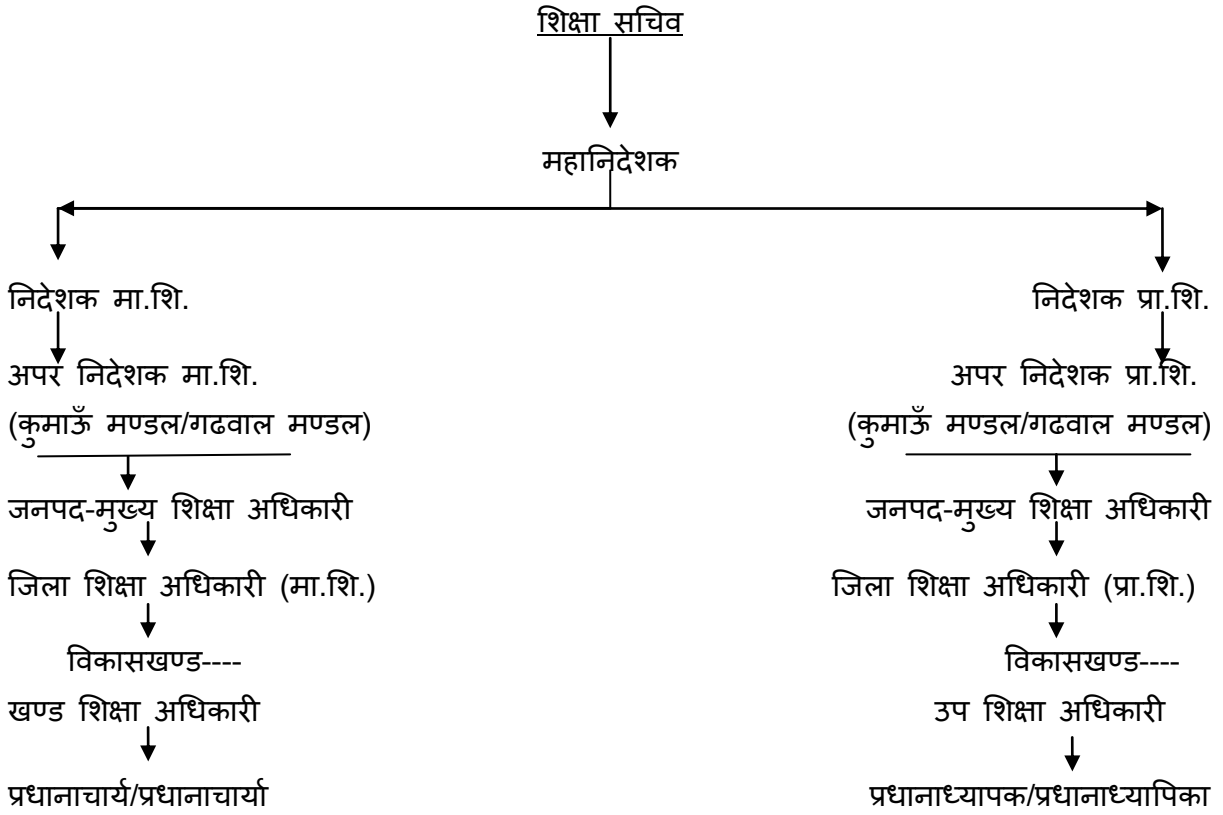 शिक्षा सचिव
महानिदेशक
निदेशक मा.शि.
निदेशक प्रा.शि.
अपर निदेशक मा.शि.
अपर निदेशक प्रा.शि.
(कुमाऊँ मण्डल/गढवाल मण्डल)
(कुमाऊँ मण्डल/गढवाल मण्डल)
जनपद-मुख्य शिक्षा अधिकारी
जनपद-मुख्य शिक्षा अधिकारी
जिला शिक्षा अधिकारी (मा.शि.)
जिला शिक्षा अधिकारी (प्रा.शि.)
विकासखण्ड----
विकासखण्ड----
खण्ड शिक्षा अधिकारी
उप शिक्षा अधिकारी
प्रधानाचार्य/प्रधानाचार्या
प्रधानाध्यापक/प्रधानाध्यापिका